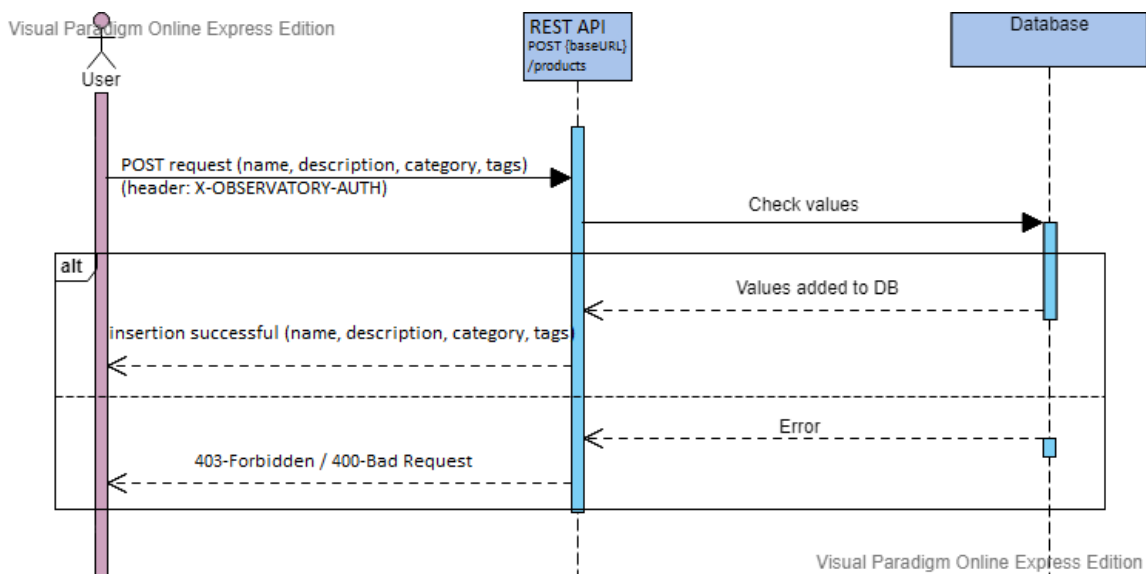 Visual Paradigm Online Express Edition
User
REST API
POST {baseURL}
/products
Database
POST request (name, description, category, tags)
(header: X-OBSERVATORY-AUTH)
Check values
alt
Values added to DB
insertion successful (name, description, category, tags)
Error
403-Forbidden / 400-Bad Request
Visual Paradigm Online Express Edition